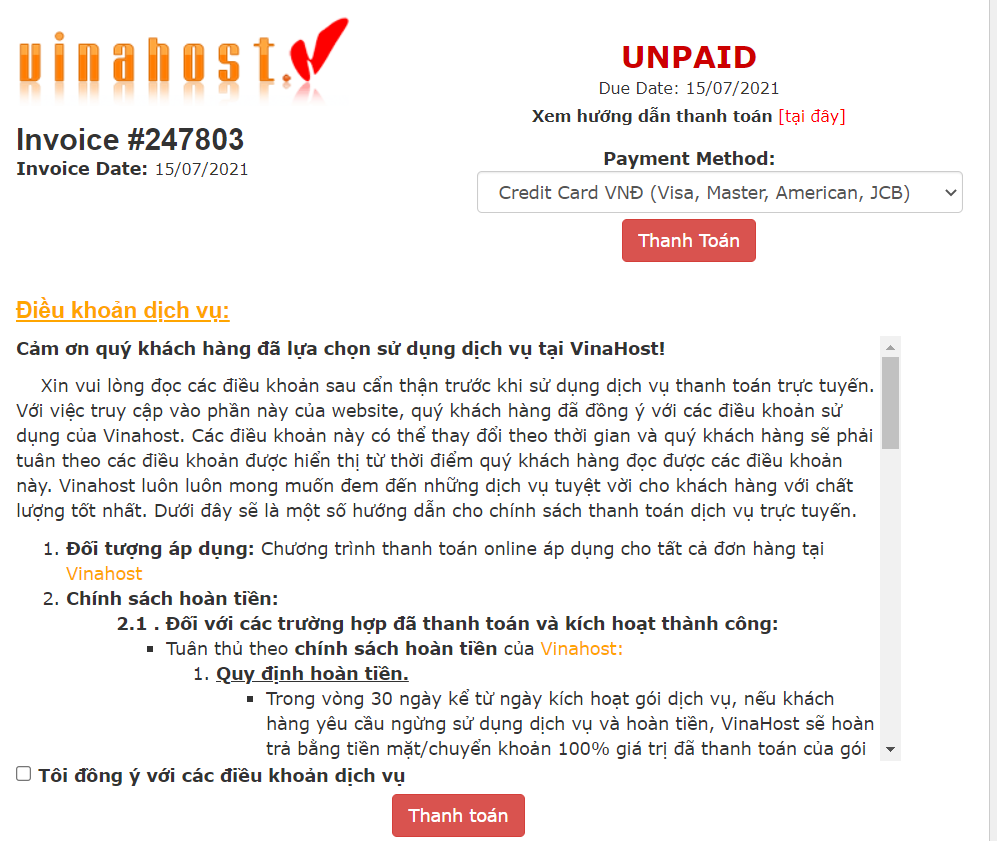 vinahost.
UNPAID
Due Date: 15/07/2021
Xem hướng dẫn thanh toán [tại đây]
Invoice #247803
Invoice Date: 15/07/2021
Payment Method:
Credit Card VNĐ (Visa, Master, American, JCB)
Thanh Toán
Điều khoản dịch vụ:
Cảm ơn quý khách hàng đã lựa chọn sử dụng dịch vụ tại VinaHost!
Xin vui lòng đọc các điều khoản sau cẩn thận trước khi sử dụng dịch vụ thanh toán trực tuyến.
Với việc truy cập vào phần này của website, quý khách hàng đã đồng ý với các điều khoản sử
dụng của Vinahost. Các điều khoản này có thể thay đổi theo thời gian và quý khách hàng sẽ phải
tuân theo các điều khoản được hiển thị từ thời điểm quý khách hàng đọc được các điều khoản
này. Vinahost luôn luôn mong muốn đem đến những dịch vụ tuyệt vời cho khách hàng với chất
lượng tốt nhất. Dưới đây sẽ là một số hướng dẫn cho chính sách thanh toán dịch vụ trực tuyến.
1. Đối tượng áp dụng: Chương trình thanh toán online áp dụng cho tất cả đơn hàng tại
Vinahost
2. Chính sách hoàn tiền:
2.1 . Đối với các trường hợp đã thanh toán và kích hoạt thành công:
▪ Tuân thủ theo chính sách hoàn tiền của Vinahost:
1. Quy định hoàn tiền.
▪ Trong vòng 30 ngày kể từ ngày kích hoạt gói dịch vụ, nếu khách
hàng yêu cầu ngừng sử dụng dịch vụ và hoàn tiền, VinaHost sẽ hoàn
trả bằng tiền mặt/chuyển khoản 100% giá trị đã thanh toán của gói
Tôi đồng ý với các điều khoản dịch vụ
Thanh toán